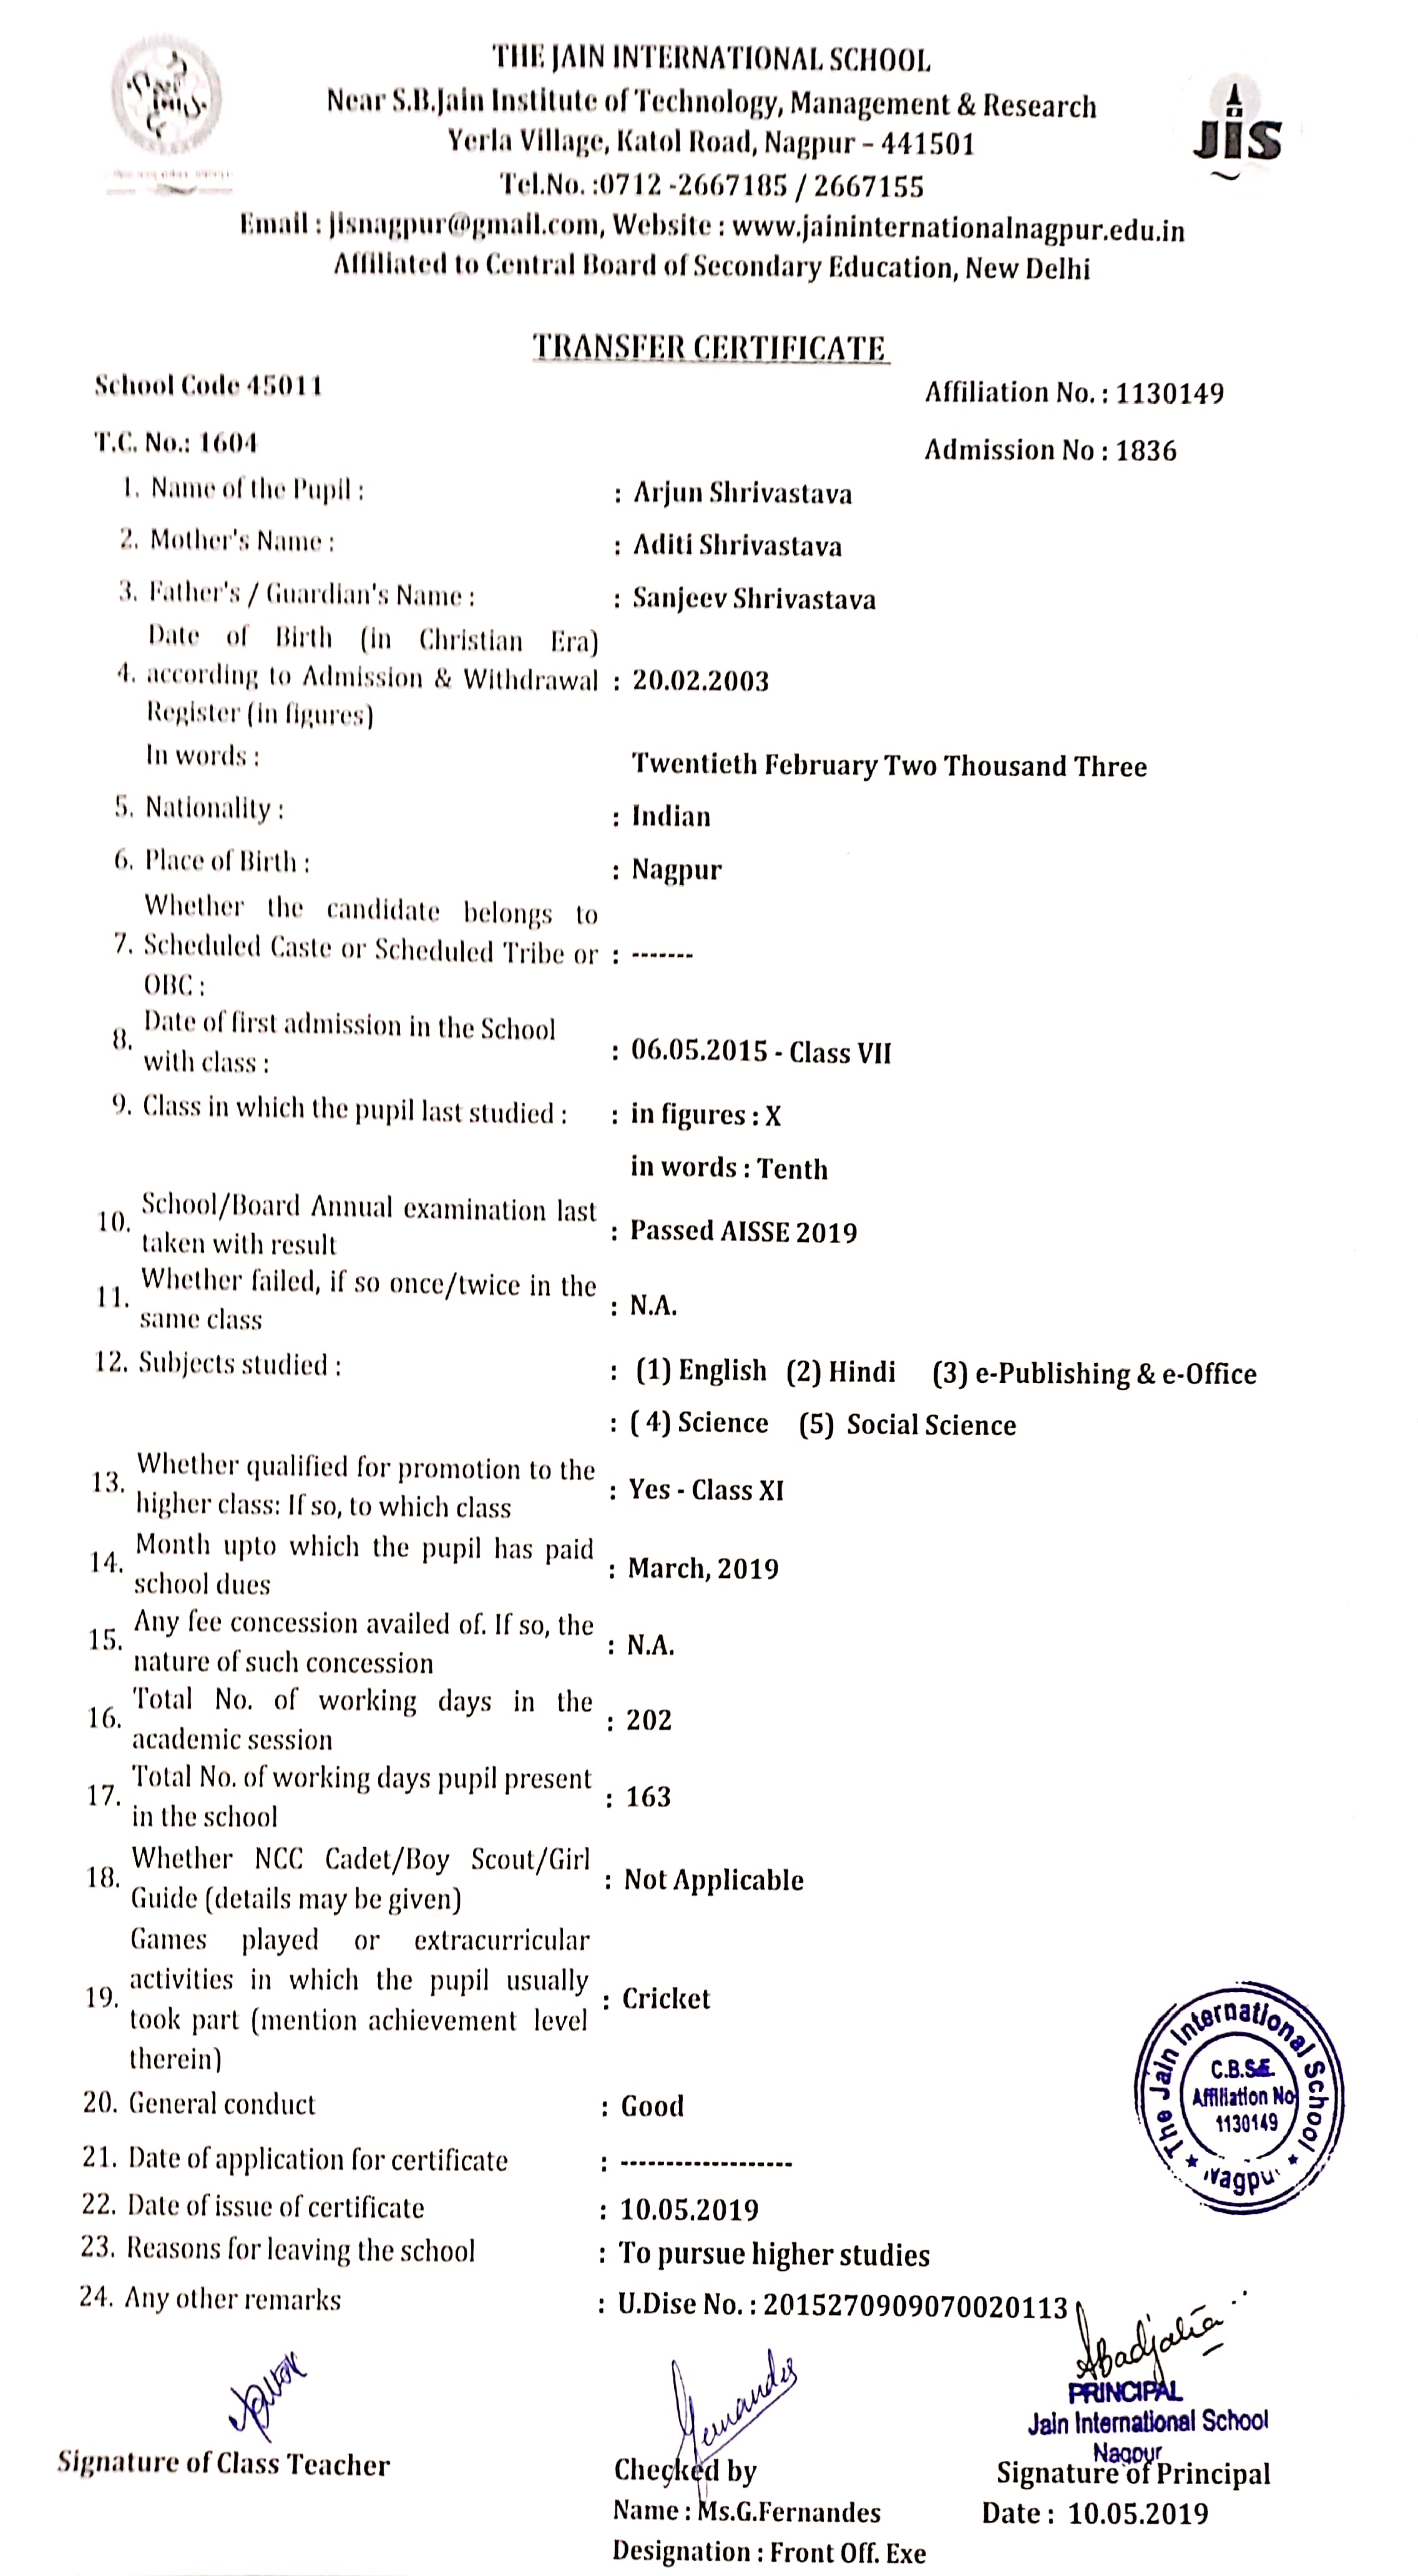 THE JAIN INTERNATIONAL SCHOOL
Near S.B.Jain Institute of Technology, Management & Research
Yerla Village, Katol Road, Nagpur – 441501
Tel.No. :0712 -2667185 / 2667155
Email : jisnagpur@gmail.com, Website : www.jaininternationalnagpur.edu.in
Affiliated to Central Board of Secondary Education, New Delhi
JIS
TRANSFER CERTIFICATE
School Code 45011 Affiliation No. : 1130149
T.C. No.: 1604 Admission No : 1836
1. Name of the Pupil : : Arjun Shrivastava
2. Mother's Name : : Aditi Shrivastava
3. Father's / Guardian's Name : : Sanjeev Shrivastava
Date of Birth (in Christian Era)
4. according to Admission & Withdrawal : 20.02.2003
Register (in figures)
In words : Twentieth February Two Thousand Three
5. Nationality : : Indian
6. Place of Birth : : Nagpur
Whether the candidate belongs to
7. Scheduled Caste or Scheduled Tribe or : -------
OBC :
8. Date of first admission in the School
with class : : 06.05.2015 - Class VII
9. Class in which the pupil last studied : : in figures : X
in words : Tenth
10. School/Board Annual examination last
taken with result : Passed AISSE 2019
11. Whether failed, if so once/twice in the
same class : N.A.
12. Subjects studied : : (1) English (2) Hindi (3) e-Publishing & e-Office
: ( 4) Science (5) Social Science
13. Whether qualified for promotion to the
higher class: If so, to which class : Yes - Class XI
14. Month upto which the pupil has paid
school dues : March, 2019
15. Any fee concession availed of. If so, the
nature of such concession : N.A.
16. Total No. of working days in the
academic session : 202
17. Total No. of working days pupil present
in the school : 163
18. Whether NCC Cadet/Boy Scout/Girl
Guide (details may be given) : Not Applicable
Games played or extracurricular
19. activities in which the pupil usually : Cricket
took part (mention achievement level
therein)
The Jain International School
C.B.S.E.
Affiliation No
1130149
Nagpur
20. General conduct : Good
21. Date of application for certificate : -------------------
22. Date of issue of certificate : 10.05.2019
23. Reasons for leaving the school : To pursue higher studies
24. Any other remarks : U.Dise No. : 2015270909070020113
PRINCIPAL
Jain International School
Nagpur
Signature of Class Teacher Checked by Signature of Principal
Name : Ms.G.Fernandes Date : 10.05.2019
Designation : Front Off. Exe